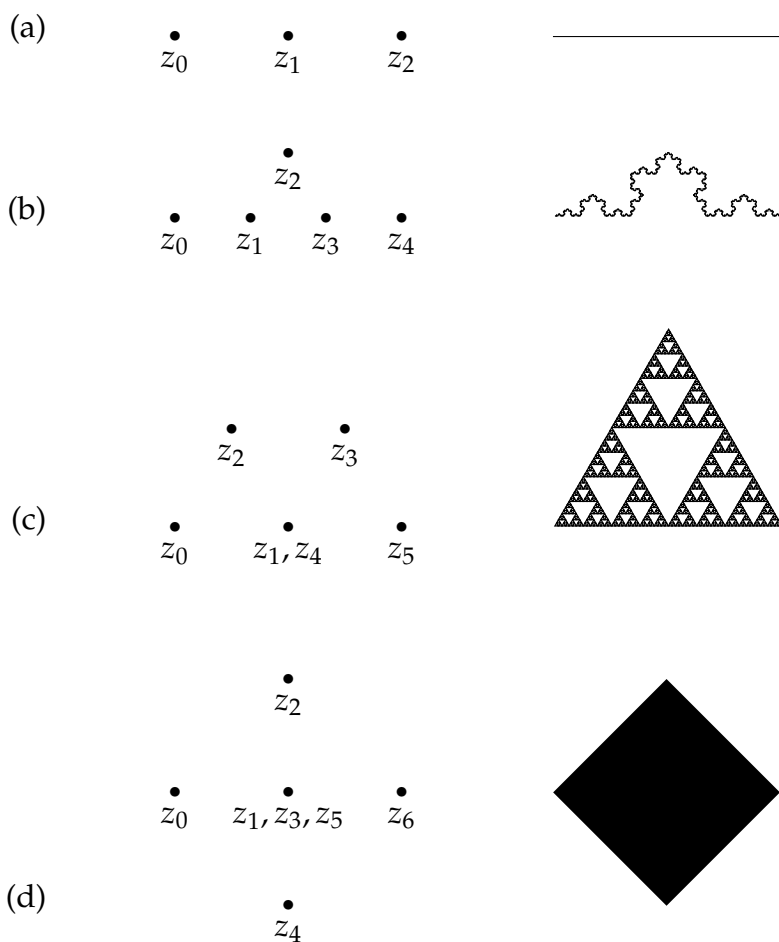 (a)
z₀ z₁ z₂
z₂
(b)
z₀ z₁ z₃ z₄
z₂ z₃
(c)
z₀ z₁, z₄ z₅
z₂
z₀ z₁, z₃, z₅ z₆
(d)
z₄